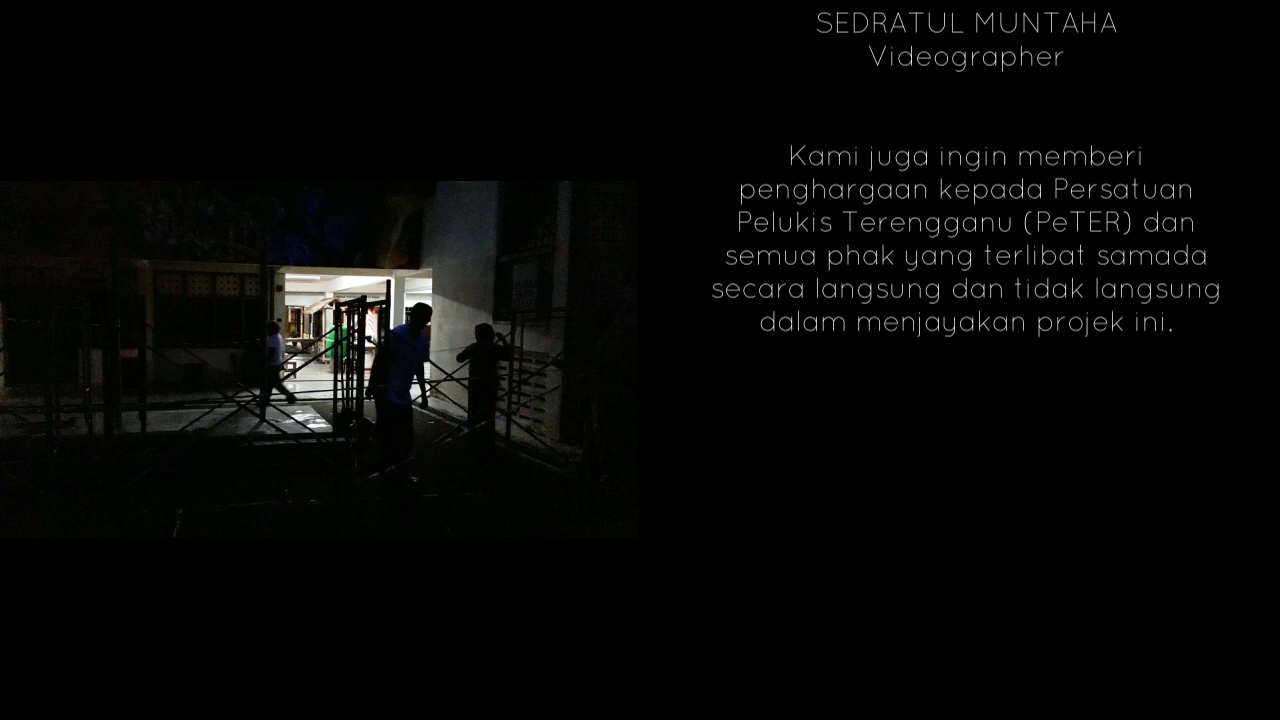 SEDRATUL MUNTAHA
Videographer
Kami juga ingin memberi
penghargaan kepada Persatuan
Pelukis Terengganu (PeTER) dan
semua phak yang terlibat samada
secara langsung dan tidak langsung
dalam menjayakan projek ini.